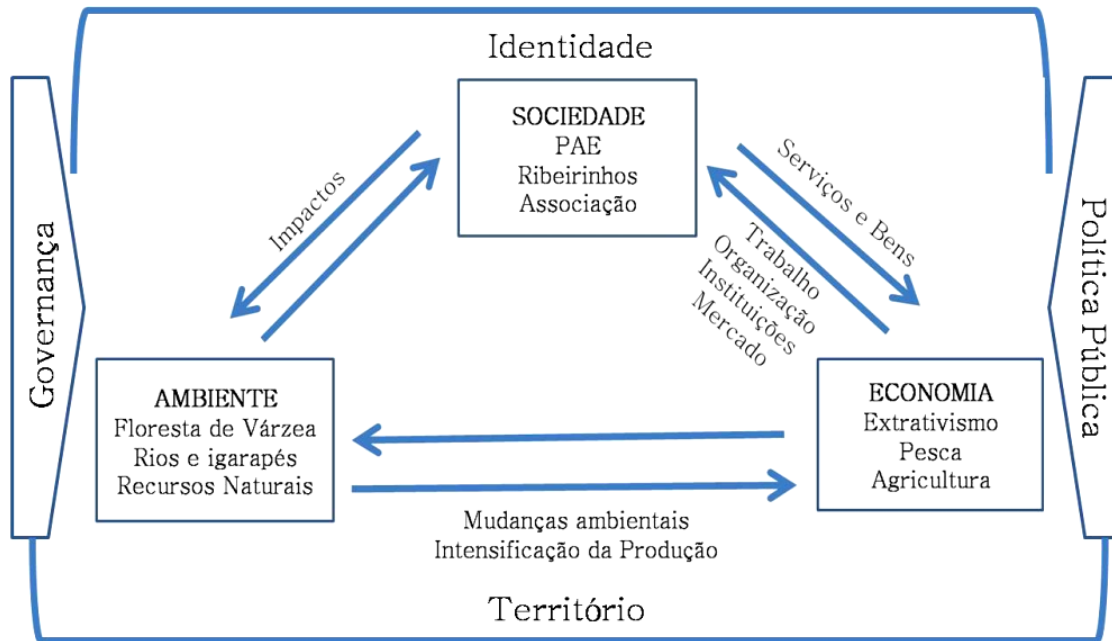 Identidade
SOCIEDADE
PAE
Ribeirinhos
Associação
Impactos
Serviços e Bens
Trabalho
Organização
Instituições
Mercado
Governança
Política Pública
AMBIENTE
Floresta de Várzea
Rios e igarapés
Recursos Naturais
ECONOMIA
Extrativismo
Pesca
Agricultura
Mudanças ambientais
Intensificação da Produção
Território